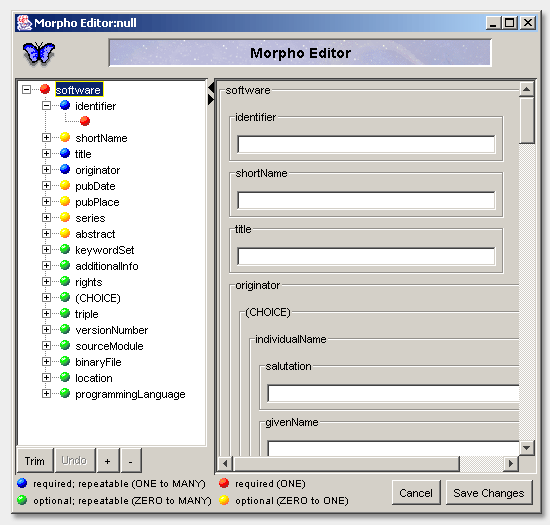 Morpho Editor:null
Morpho Editor
software
identifier
shortName
title
originator
pubDate
pubPlace
series
abstract
keywordSet
additionalInfo
rights
(CHOICE)
triple
versionNumber
sourceModule
binaryFile
location
programmingLanguage
software
identifier
shortName
title
originator
(CHOICE)
individualName
salutation
givenName
Trim
Undo
+
-
required; repeatable (ONE to MANY)
required (ONE)
optional; repeatable (ZERO to MANY)
optional (ZERO to ONE)
Cancel
Save Changes